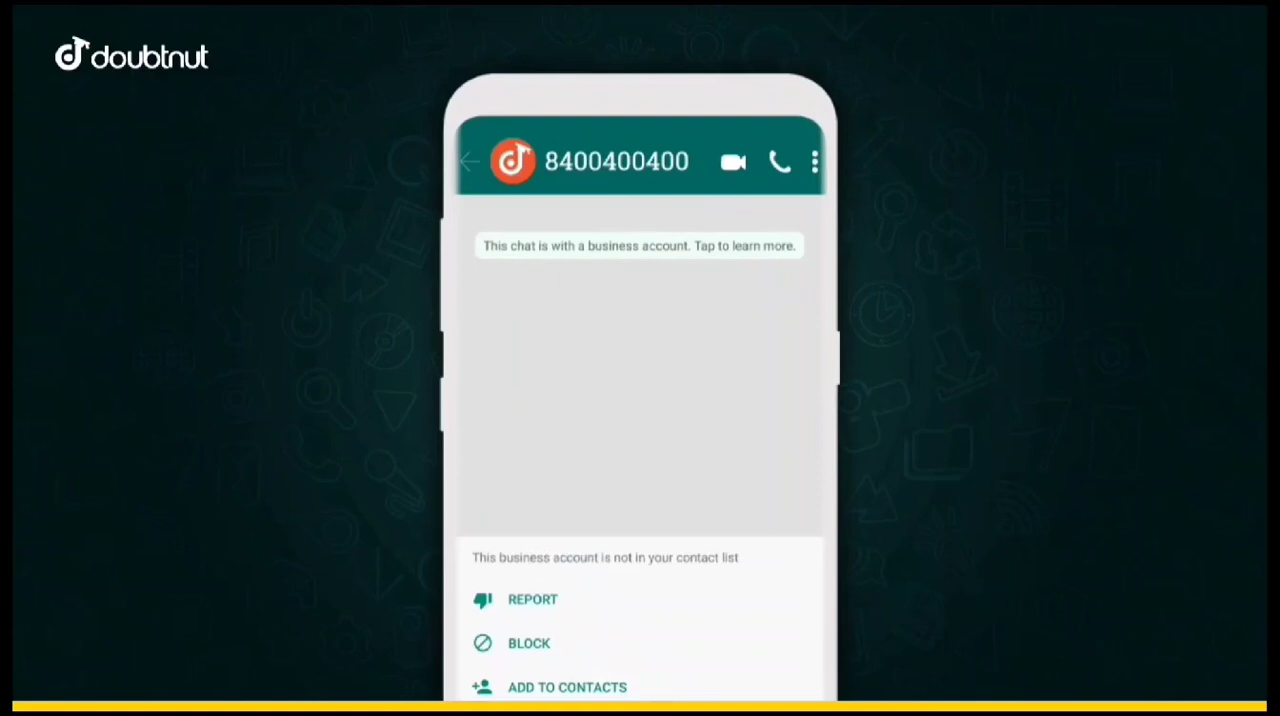 doubtnut
8400400400
This chat is with a business account. Tap to learn more.
This business account is not in your contact list
REPORT
BLOCK
ADD TO CONTACTS